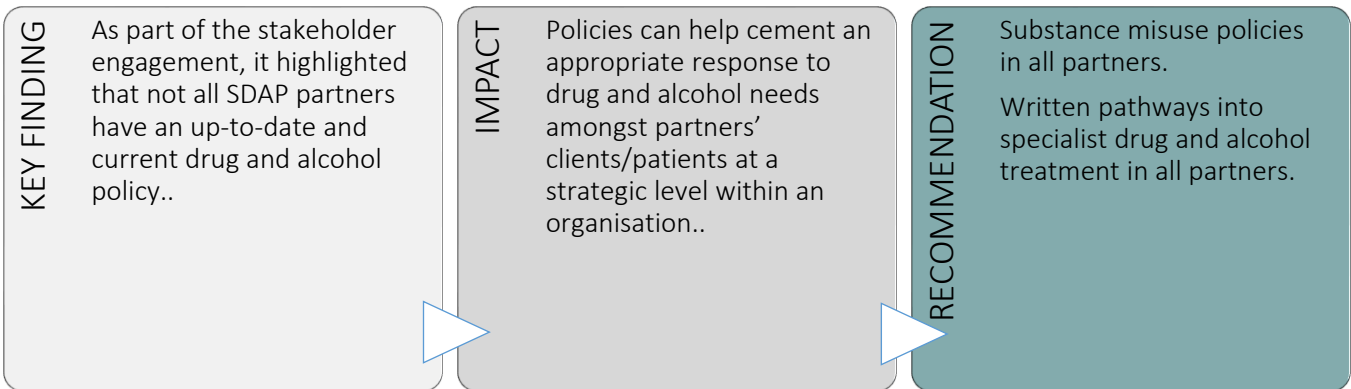 KEY FINDING
As part of the stakeholder
engagement, it highlighted
that not all SDAP partners
have an up-to-date and
current drug and alcohol
policy..
IMPACT
Policies can help cement an
appropriate response to
drug and alcohol needs
amongst partners’
clients/patients at a
strategic level within an
organisation..
RECOMMENDATION
Substance misuse policies
in all partners.
Written pathways into
specialist drug and alcohol
treatment in all partners.